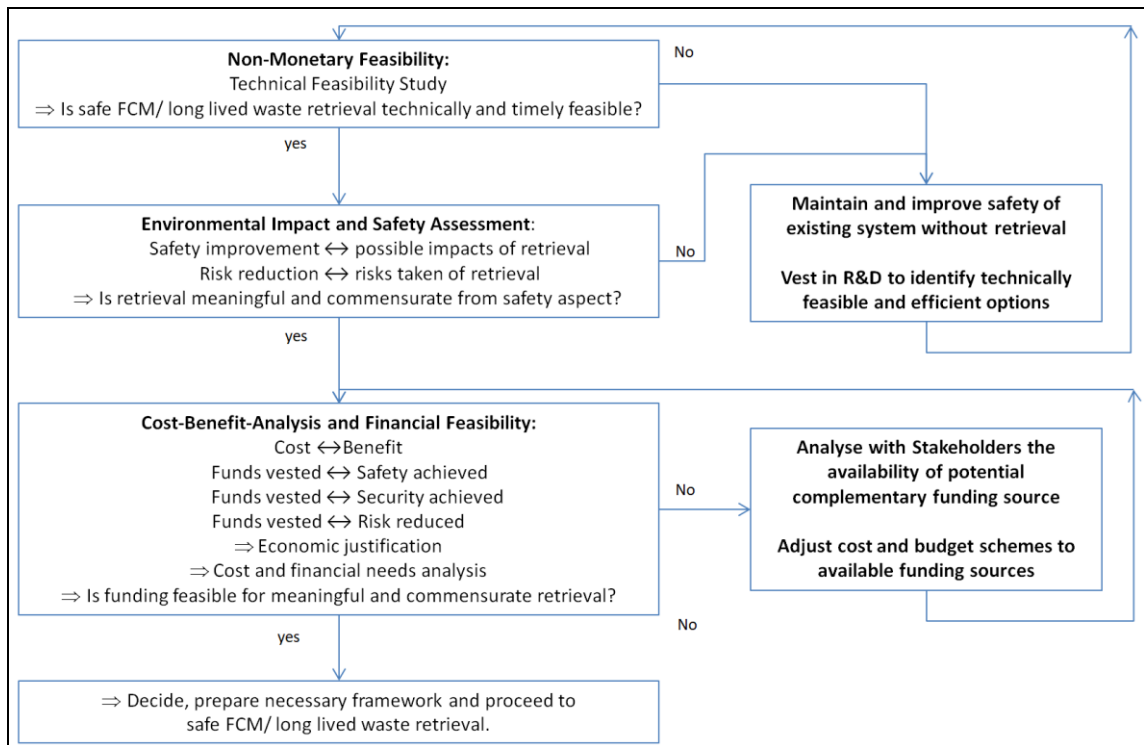 Non-Monetary Feasibility:
Technical Feasibility Study
⇒ Is safe FCM/ long lived waste retrieval technically and timely feasible?
No
yes
Environmental Impact and Safety Assessment:
Safety improvement ↔ possible impacts of retrieval
Risk reduction ↔ risks taken of retrieval
⇒ Is retrieval meaningful and commensurate from safety aspect?
No
Maintain and improve safety of
existing system without retrieval
Vest in R&D to identify technically
feasible and efficient options
yes
Cost-Benefit-Analysis and Financial Feasibility:
Cost ↔Benefit
Funds vested ↔ Safety achieved
Funds vested ↔ Security achieved
Funds vested ↔ Risk reduced
⇒ Economic justification
⇒ Cost and financial needs analysis
⇒ Is funding feasible for meaningful and commensurate retrieval?
No
Analyse with Stakeholders the
availability of potential
complementary funding source
Adjust cost and budget schemes to
available funding sources
No
yes
⇒ Decide, prepare necessary framework and proceed to
safe FCM/ long lived waste retrieval.